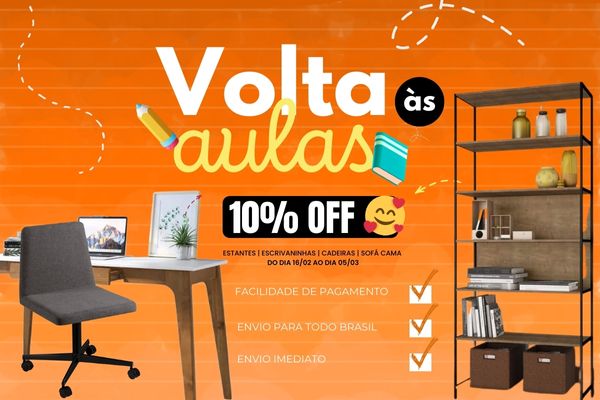 Volta às
aulas
10% OFF
ESTANTES | ESCRIVANINHAS | CADEIRAS | SOFÁ CAMA
DO DIA 16/02 AO DIA 05/03
FACILIDADE DE PAGAMENTO
ENVIO PARA TODO BRASIL
ENVIO IMEDIATO